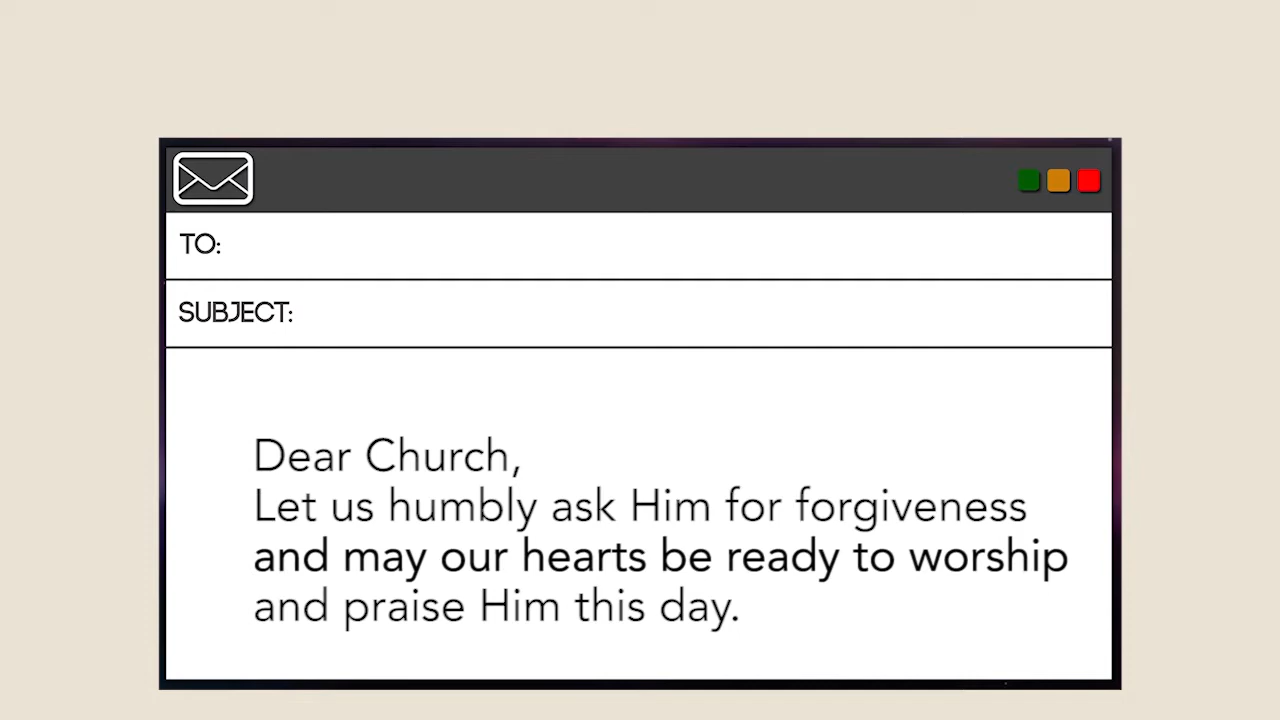 TO:
SUBJECT:
Dear Church,
Let us humbly ask Him for forgiveness
and may our hearts be ready to worship
and praise Him this day.